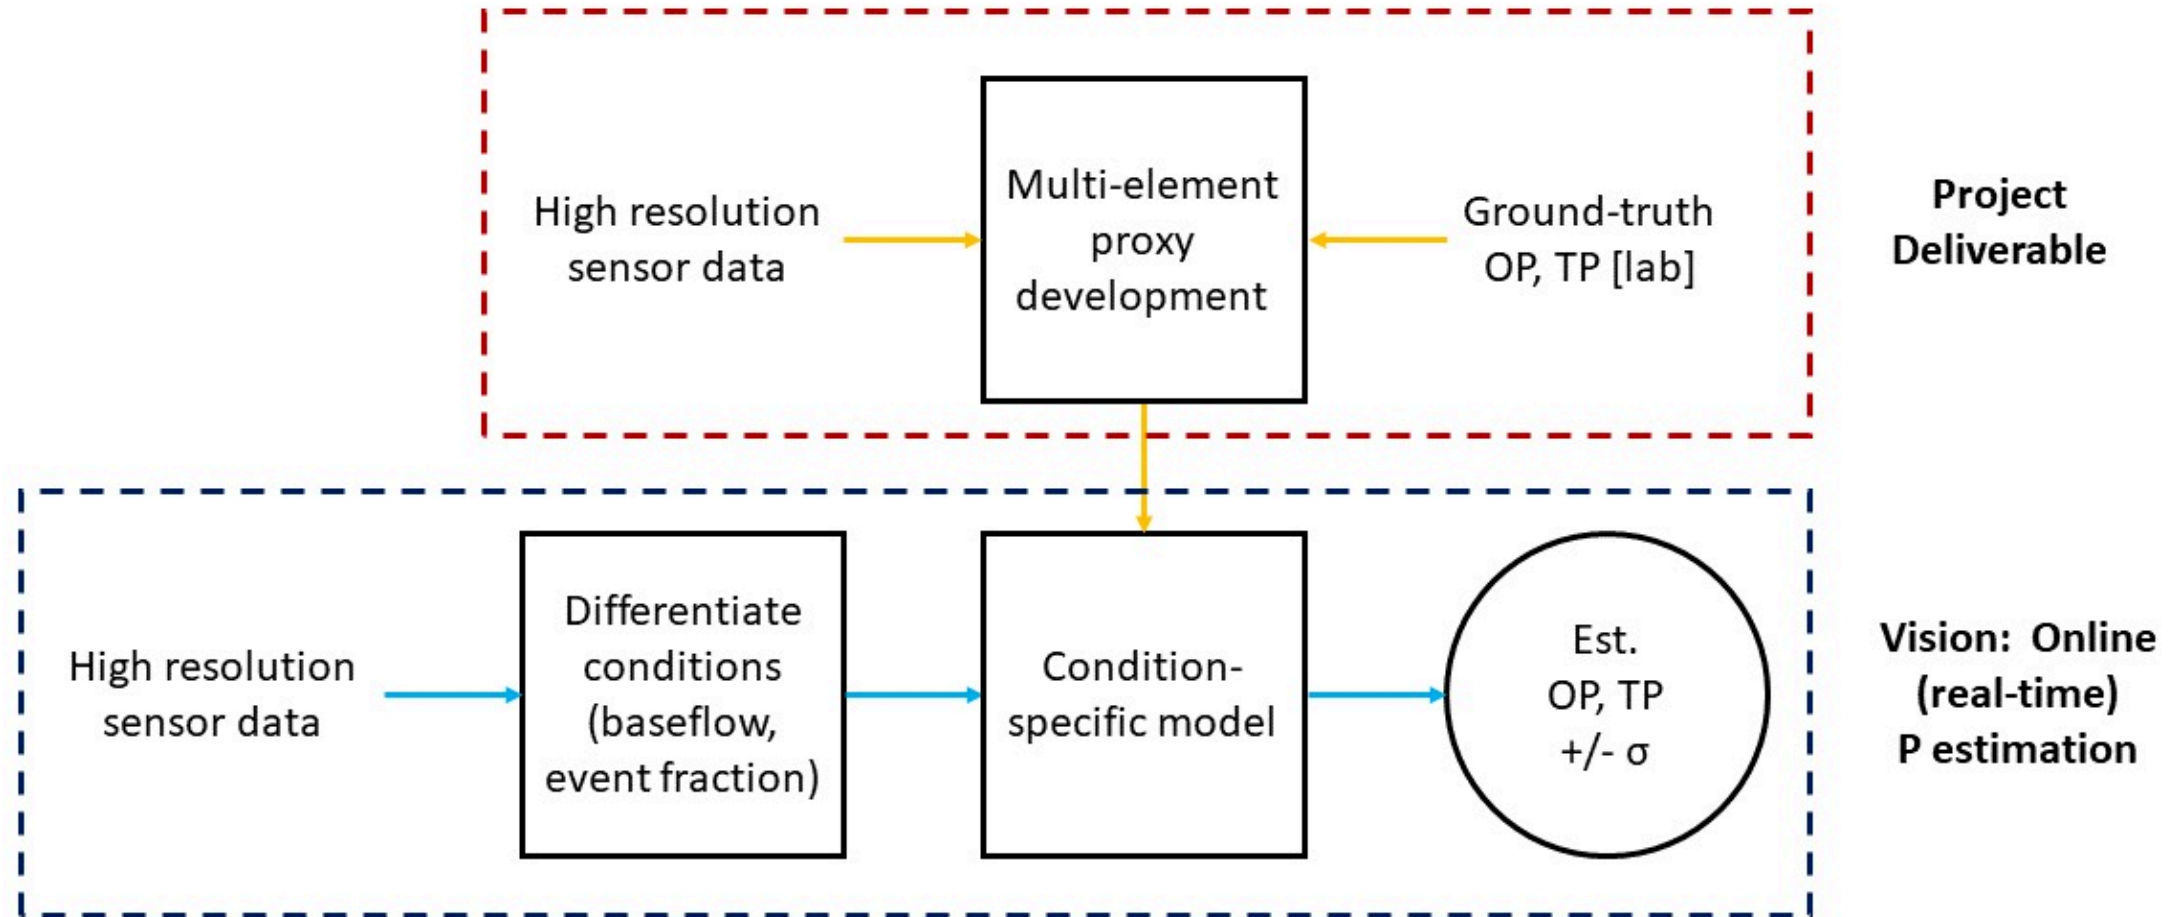 High resolution
sensor data
Multi-element
proxy
development
Ground-truth
OP, TP [lab]
Project
Deliverable
High resolution
sensor data
Differentiate
conditions
(baseflow,
event fraction)
Condition-
specific model
Est.
OP, TP
+/- σ
Vision:  Online
(real-time)
P estimation